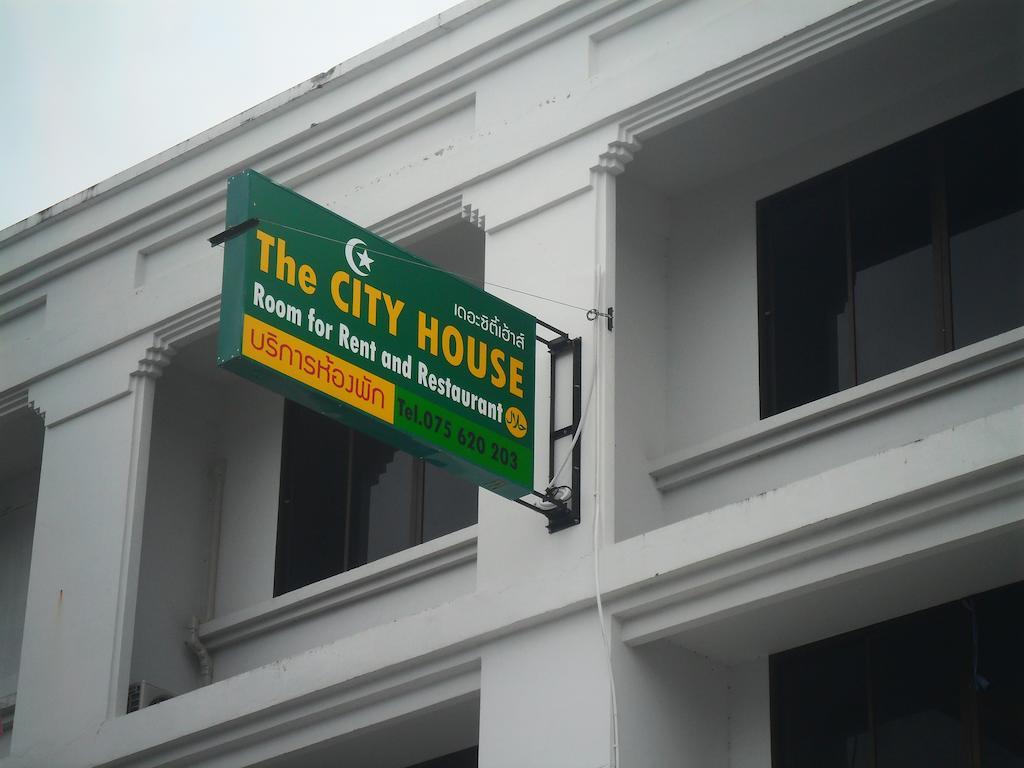 The CITY HOUSE
เดอะซิตี้เฮ้าส์
Room for Rent and Restaurant
حلال
บริการห้องพัก
Tel.075 620 203